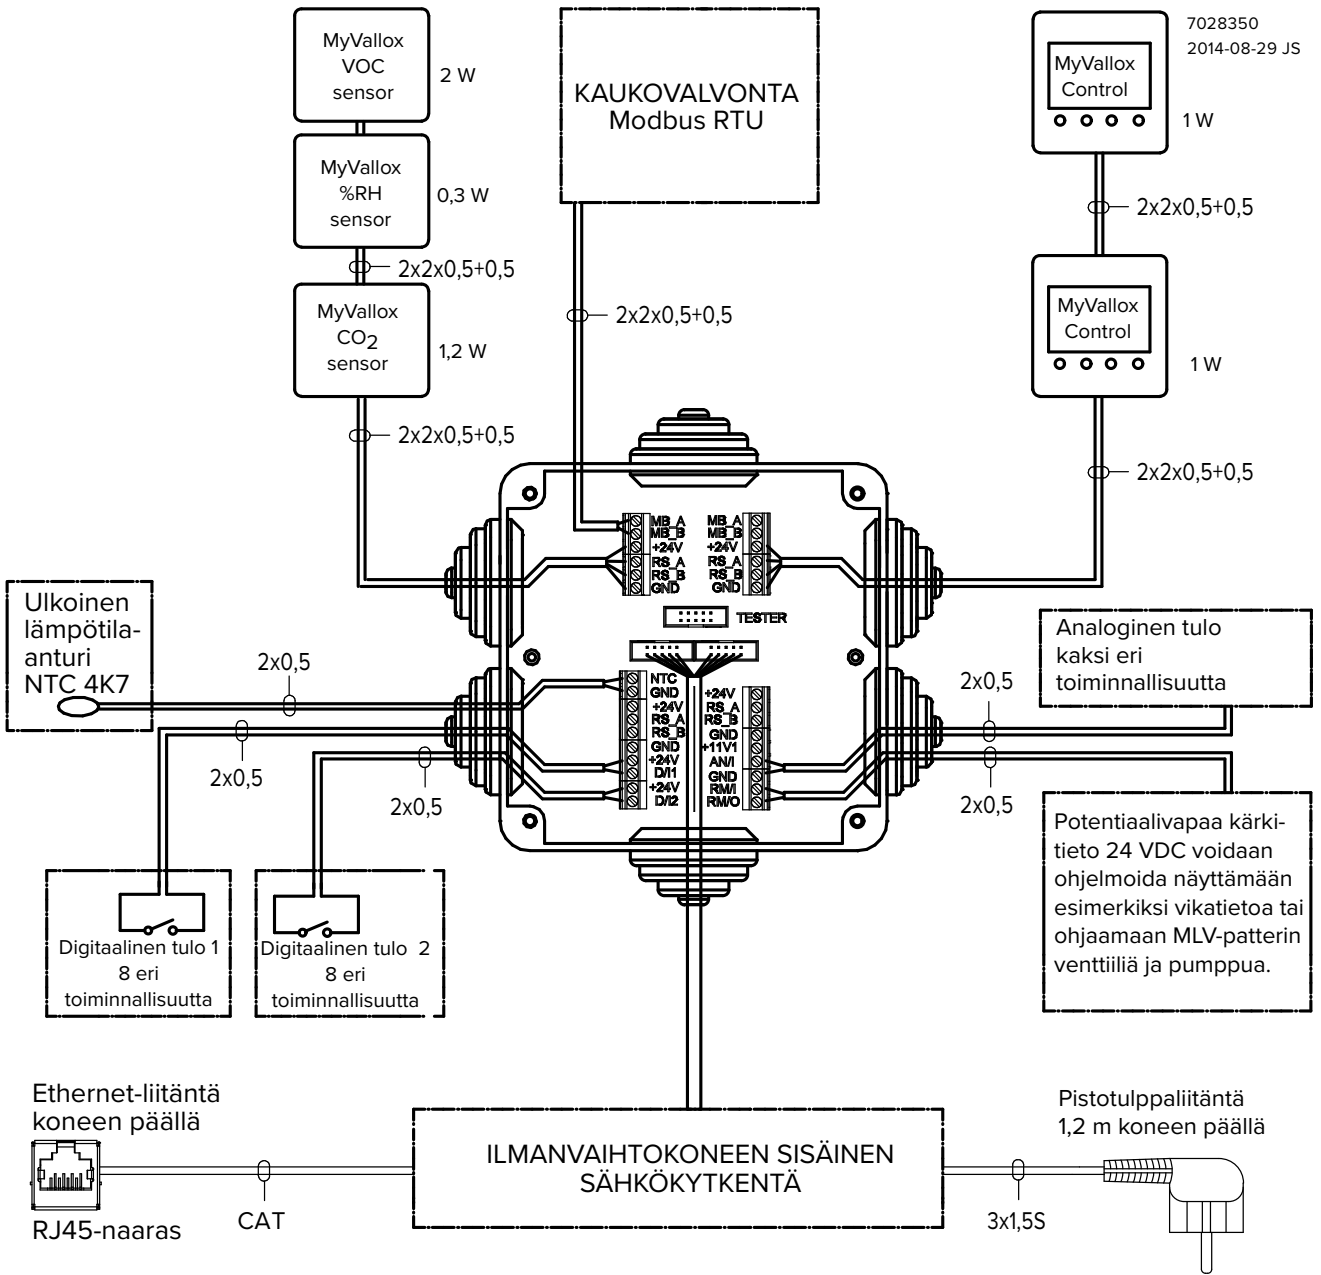 MyVallox
VOC
sensor
2 W
MyVallox
%RH
sensor
0,3 W
2x2x0,5+0,5
MyVallox
CO2
sensor
1,2 W
2x2x0,5+0,5
KAUKOVALVONTA
Modbus RTU
2x2x0,5+0,5
7028350
2014-08-29 JS
MyVallox
Control
1 W
2x2x0,5+0,5
MyVallox
Control
1 W
2x2x0,5+0,5
MB_A
MB_B
+24V
RS_A
RS_B
GND
MB_A
MB_B
+24V
RS_A
RS_B
GND
TESTER
NTC
GND
+24V
RS_A
RS_B
GND
+24V
D/I1
+24V
D/I2
+24V
RS_A
RS_B
GND
+11V1
AN/I
GND
RM/I
RM/O
Ulkoinen
lämpötila-
anturi
NTC 4K7
2x0,5
2x0,5
2x0,5
Analoginen tulo
kaksi eri
toiminnallisuutta
2x0,5
2x0,5
Potentiaalivapaa kärki-
tieto 24 VDC voidaan
ohjelmoida näyttämään
esimerkiksi vikatietoa tai
ohjaamaan MLV-patterin
venttiiliä ja pumppua.
Digitaalinen tulo 1
8 eri
toiminnallisuutta
Digitaalinen tulo 2
8 eri
toiminnallisuutta
Ethernet-liitäntä
koneen päällä
RJ45-naaras
CAT
ILMANVAIHTOKONEEN SISÄINEN
SÄHKÖKYTKENTÄ
3x1,5S
Pistotulppaliitäntä
1,2 m koneen päällä